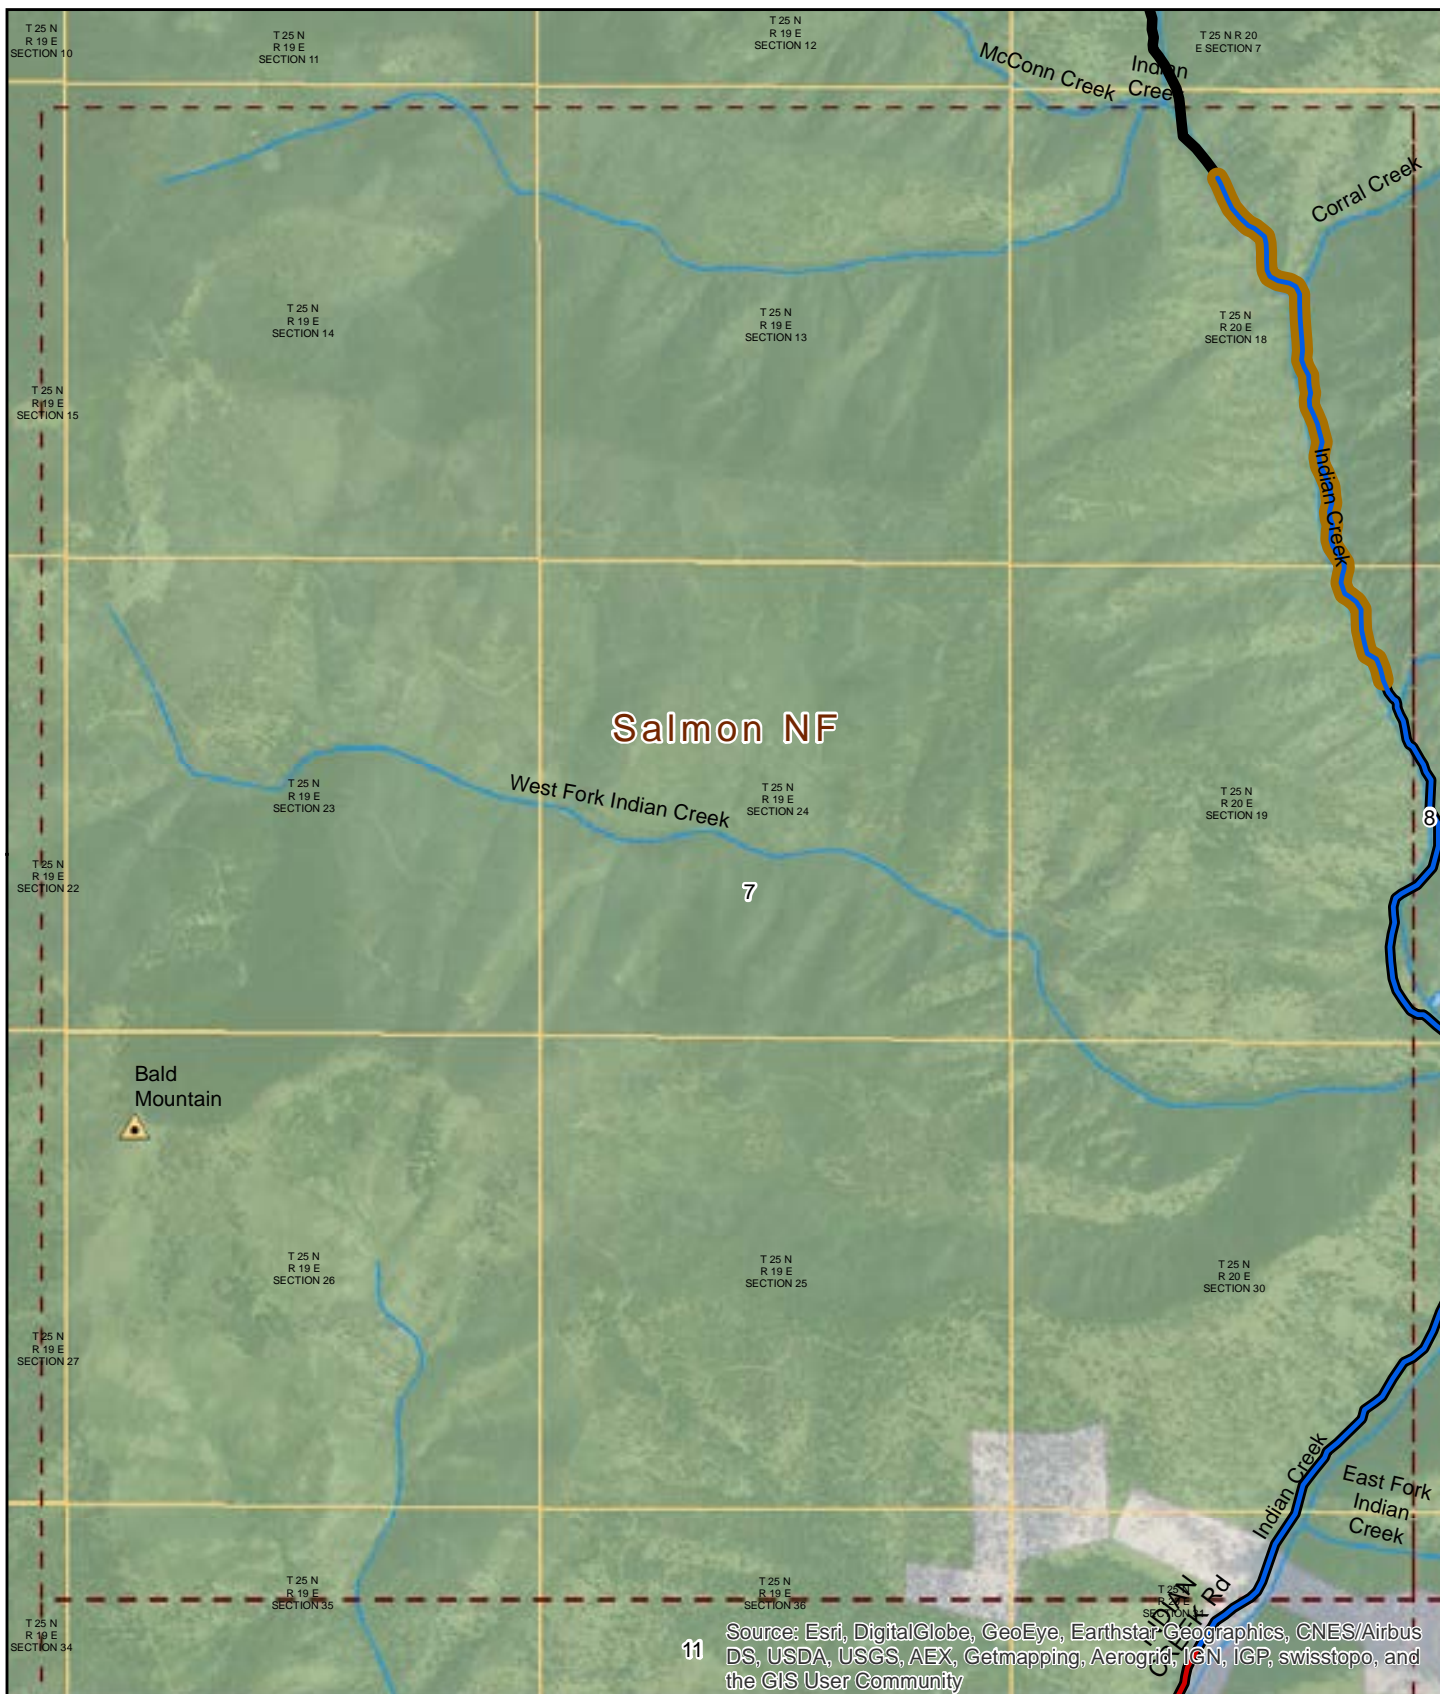 T 25 N
R 19 E
SECTION 10
T 25 N
R 19 E
SECTION 11
T 25 N
R 19 E
SECTION 12
T 25 N R 20
E SECTION 7
McConn Creek
Indian
Creek
Corral Creek
T 25 N
R 19 E
SECTION 14
T 25 N
R 19 E
SECTION 13
T 25 N
R 20 E
SECTION 18
T 25 N
R 19 E
SECTION 15
Indian Creek
Salmon NF
West Fork Indian Creek
T 25 N
R 19 E
SECTION 23
T 25 N
R 19 E
SECTION 24
T 25 N
R 20 E
SECTION 19
8
T 25 N
R 19 E
SECTION 22
7
Bald
Mountain
T 25 N
R 19 E
SECTION 26
T 25 N
R 19 E
SECTION 25
T 25 N
R 20 E
SECTION 30
T 25 N
R 19 E
SECTION 27
Indian Creek
East Fork
Indian
Creek
T 25 N
R 19 E
SECTION 35
T 25 N
R 19 E
SECTION 36
T 25 N
R 20 E
SECTION 31
INDIAN
CREEK Rd
T 25 N
R 19 E
SECTION 34
11
Source: Esri, DigitalGlobe, GeoEye, Earthstar Geographics, CNES/Airbus
DS, USDA, USGS, AEX, Getmapping, Aerogrid, IGN, IGP, swisstopo, and
the GIS User Community